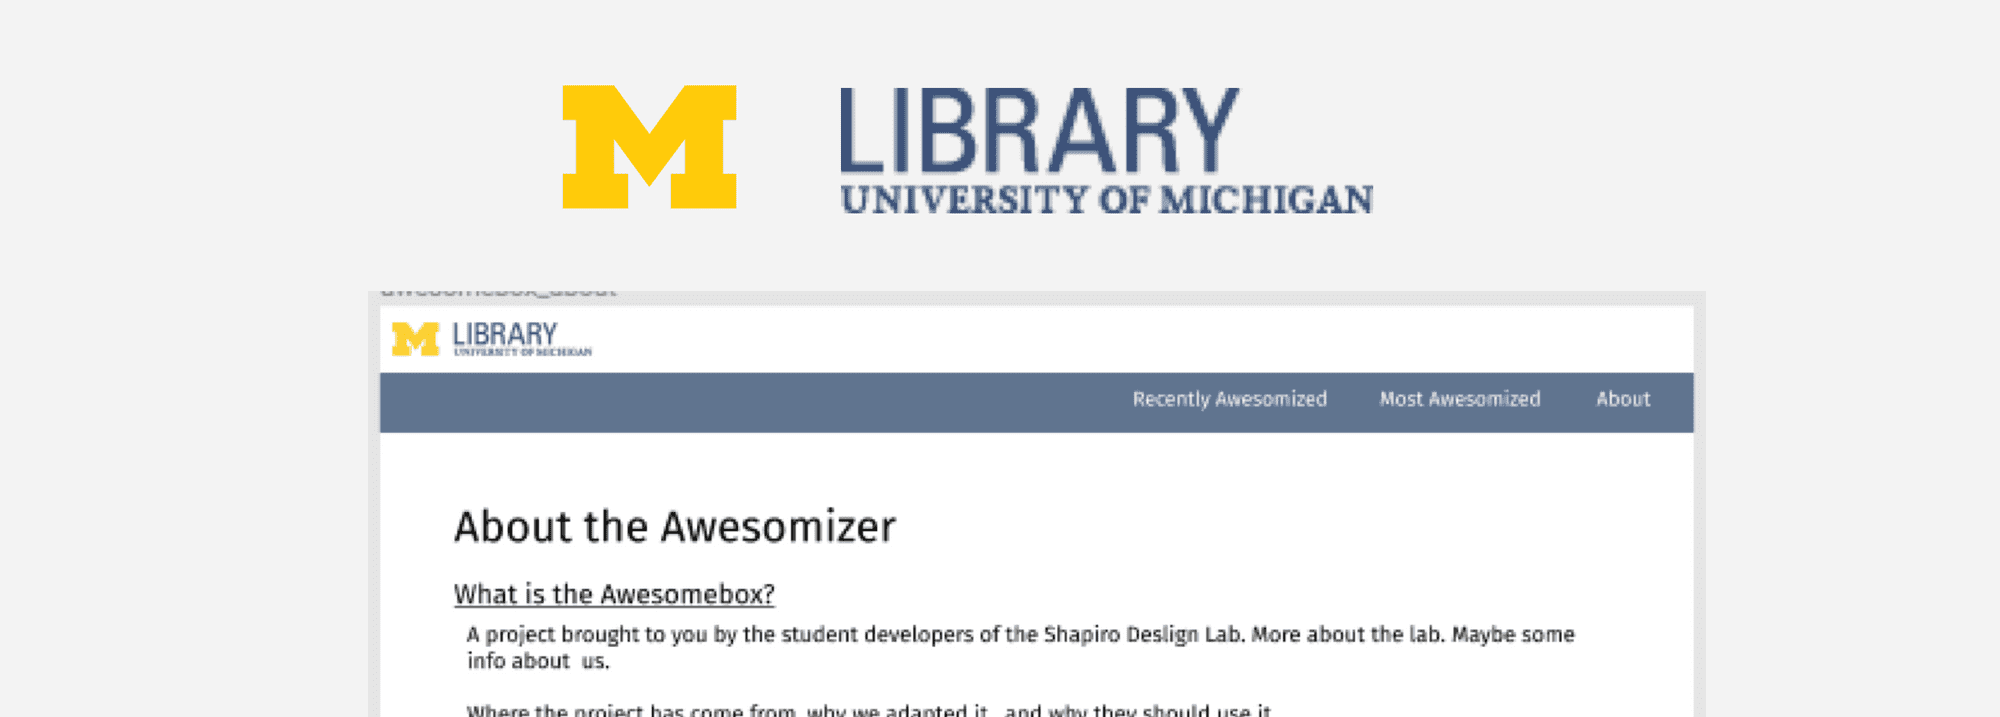 M LIBRARY
UNIVERSITY OF MICHIGAN
awesomebox_about
M LIBRARY
UNIVERSITY OF MICHIGAN
Recently Awesomized Most Awesomized About
About the Awesomizer
What is the Awesomebox?
A project brought to you by the student developers of the Shapiro Deslign Lab. More about the lab. Maybe some
info about us.
Where the project has come from, why we adapted it, and why they should use it